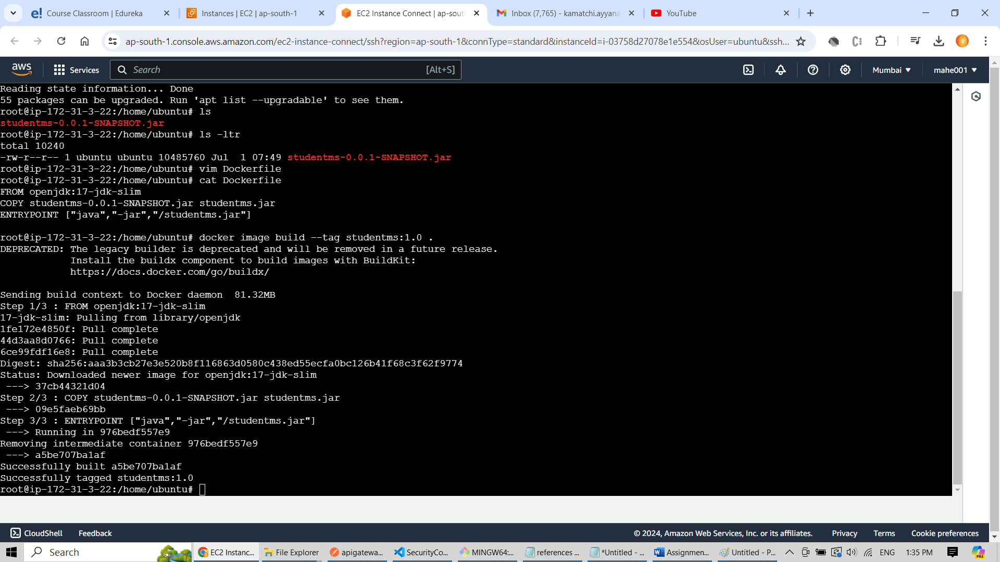 Course Classroom | Edureka
Instances | EC2 | ap-south-1
EC2 Instance Connect | ap-sout
Inbox (7,765) - kamatchi.ayyana
YouTube
ap-south-1.console.aws.amazon.com/ec2-instance-connect/ssh?region=ap-south-1&connType=standard&instanceId=i-03758d27078e1e554&osUser=ubuntu&ssh...
aws
Services
Search
[Alt+S]
Mumbai
mahe001
Reading state information... Done
55 packages can be upgraded. Run 'apt list --upgradable' to see them.
root@ip-172-31-3-22:/home/ubuntu# ls
studentms-0.0.1-SNAPSHOT.jar
root@ip-172-31-3-22:/home/ubuntu# ls -ltr
total 10240
-rw-r--r-- 1 ubuntu ubuntu 10485760 Jul  1 07:49 studentms-0.0.1-SNAPSHOT.jar
root@ip-172-31-3-22:/home/ubuntu# vim Dockerfile
root@ip-172-31-3-22:/home/ubuntu# cat Dockerfile
FROM openjdk:17-jdk-slim
COPY studentms-0.0.1-SNAPSHOT.jar studentms.jar
ENTRYPOINT ["java","-jar","/studentms.jar"]
root@ip-172-31-3-22:/home/ubuntu# docker image build --tag studentms:1.0 .
DEPRECATED: The legacy builder is deprecated and will be removed in a future release.
Install the buildx component to build images with BuildKit:
https://docs.docker.com/go/buildx/
Sending build context to Docker daemon  81.32MB
Step 1/3 : FROM openjdk:17-jdk-slim
17-jdk-slim: Pulling from library/openjdk
1fe172e4850f: Pull complete
44d3aa8d0766: Pull complete
6ce99fdf16e8: Pull complete
Digest: sha256:aaa3b3cb27e3e520b8f116863d0580c438ed55ecfa0bc126b41f68c3f62f9774
Status: Downloaded newer image for openjdk:17-jdk-slim
---> 37cb44321d04
Step 2/3 : COPY studentms-0.0.1-SNAPSHOT.jar studentms.jar
---> 09e5faeb69bb
Step 3/3 : ENTRYPOINT ["java","-jar","/studentms.jar"]
---> Running in 976bedf557e9
Removing intermediate container 976bedf557e9
---> a5be707ba1af
Successfully built a5be707ba1af
Successfully tagged studentms:1.0
root@ip-172-31-3-22:/home/ubuntu#
CloudShell
Feedback
© 2024, Amazon Web Services, Inc. or its affiliates.
Privacy
Terms
Cookie preferences
Search
EC2 Instanc...
File Explorer
apigatewa...
SecurityCo...
MINGW64:...
references ...
*Untitled - ...
Assignmen...
Untitled - P...
ENG
1:35 PM
PRE